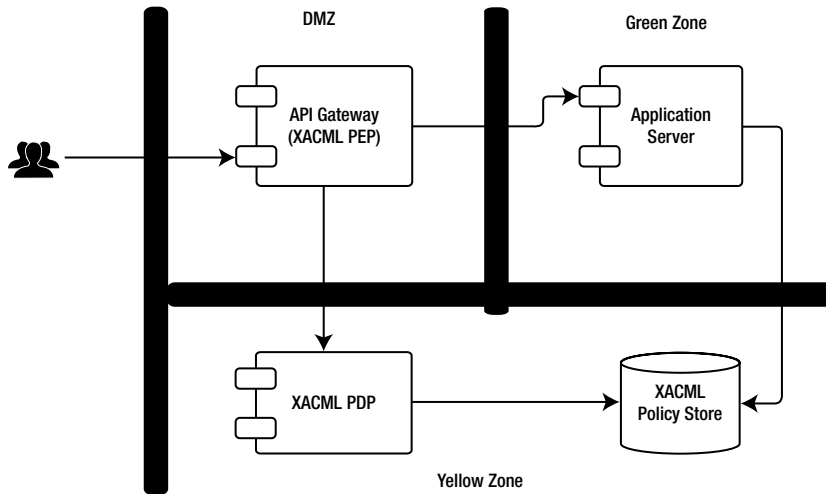 DMZ
Green Zone
API Gateway
(XACML PEP)
Application
Server
XACML PDP
XACML
Policy Store
Yellow Zone